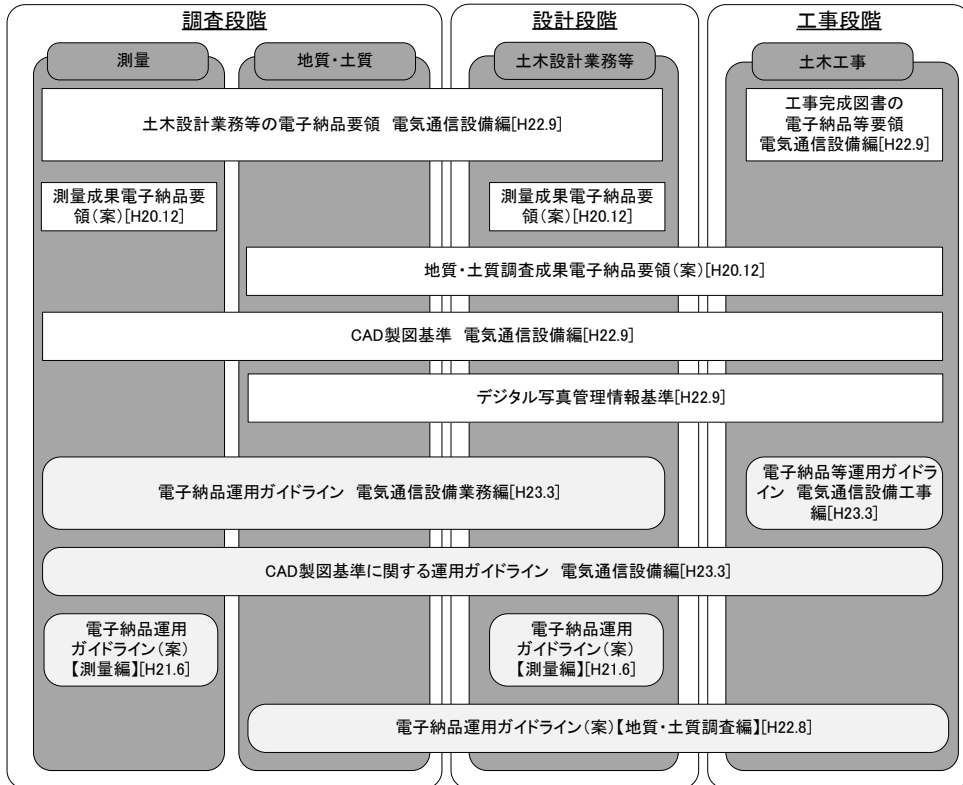 調査段階
設計段階
工事段階
測量
地質・土質
土木設計業務等
土木工事
土木設計業務等の電子納品要領　電気通信設備編[H22.9]
工事完成図書の
電子納品等要領
電気通信設備編[H22.9]
測量成果電子納品要
領(案)[H20.12]
測量成果電子納品要
領(案)[H20.12]
地質・土質調査成果電子納品要領(案)[H20.12]
CAD製図基準　電気通信設備編[H22.9]
デジタル写真管理情報基準[H22.9]
電子納品運用ガイドライン　電気通信設備業務編[H23.3]
電子納品等運用ガイドラ
イン　電気通信設備工事
編[H23.3]
CAD製図基準に関する運用ガイドライン　電気通信設備編[H23.3]
電子納品運用
ガイドライン(案)
【測量編】[H21.6]
電子納品運用
ガイドライン(案)
【測量編】[H21.6]
電子納品運用ガイドライン(案)【地質・土質調査編】[H22.8]